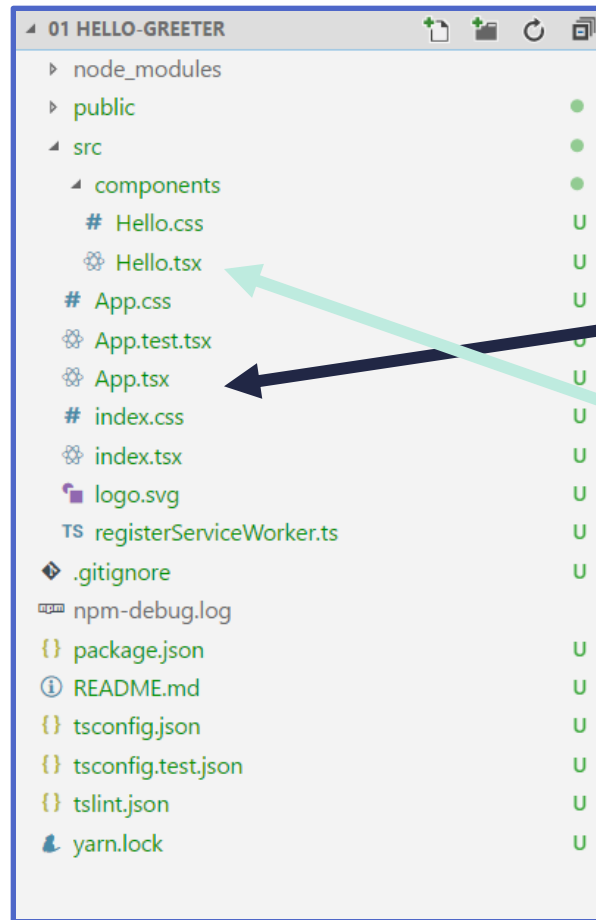 01 HELLO-GREETER
node_modules
public
src
components
# Hello.css U
Hello.tsx U
# App.css U
App.test.tsx U
App.tsx U
# index.css U
index.tsx U
logo.svg U
TS registerServiceWorker.ts U
.gitignore U
npm-debug.log
{} package.json U
README.md U
{} tsconfig.json U
{} tsconfig.test.json U
{} tslint.json U
yarn.lock U